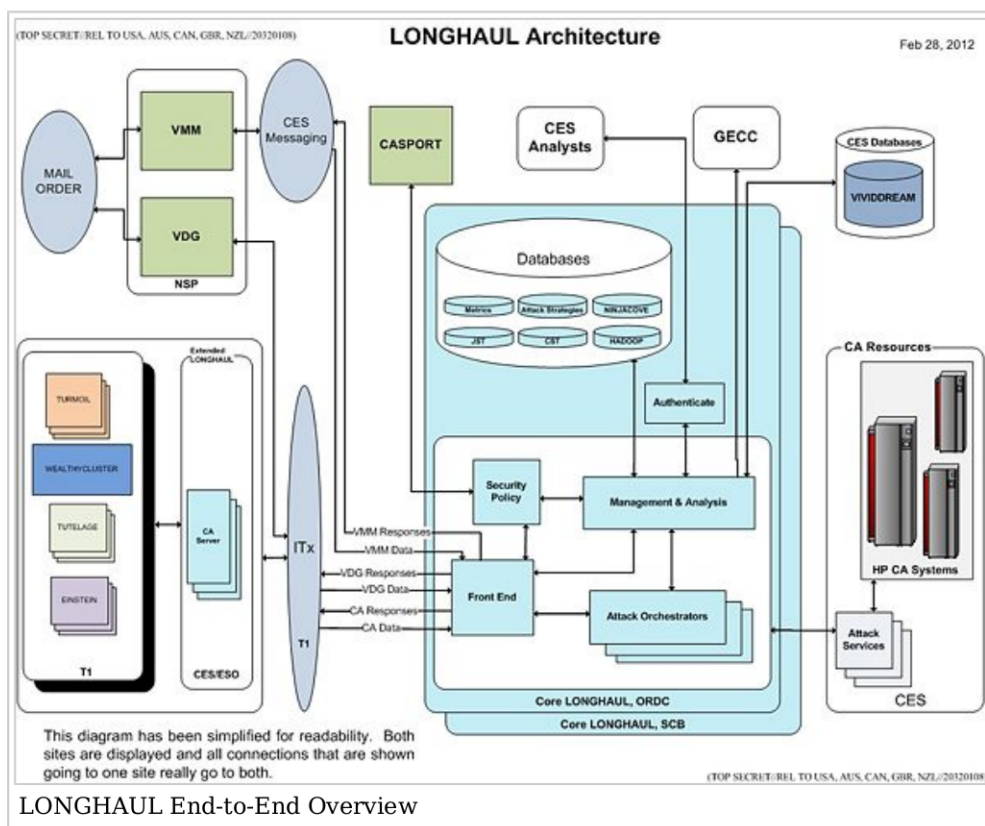 (TOP SECRET//REL TO USA, AUS, CAN, GBR, NZL//20320108)
LONGHAUL Architecture
Feb 28, 2012
MAIL
ORDER
VMM
VDG
NSP
CES
Messaging
CASPORT
CES
Analysts
GECC
CES Databases
VIVIDDREAM
Databases
Metrics
Attack Strategies
NINJACOVE
JST
CST
HADOOP
Authenticate
Security
Policy
Management & Analysis
Front End
Attack Orchestrators
Core LONGHAUL, ORDC
Core LONGHAUL, SCB
TURMOIL
WEALTHYCLUSTER
TUTELAGE
EINSTEIN
T1
Extended
LONGHAUL
CA
Server
CES/ESO
ITx
T1
VMM Responses
VMM Data
VDG Responses
VDG Data
CA Responses
CA Data
CA Resources
HP CA Systems
Attack
Services
CES
This diagram has been simplified for readability. Both
sites are displayed and all connections that are shown
going to one site really go to both.
(TOP SECRET//REL TO USA, AUS, CAN, GBR, NZL//20320108)
LONGHAUL End-to-End Overview